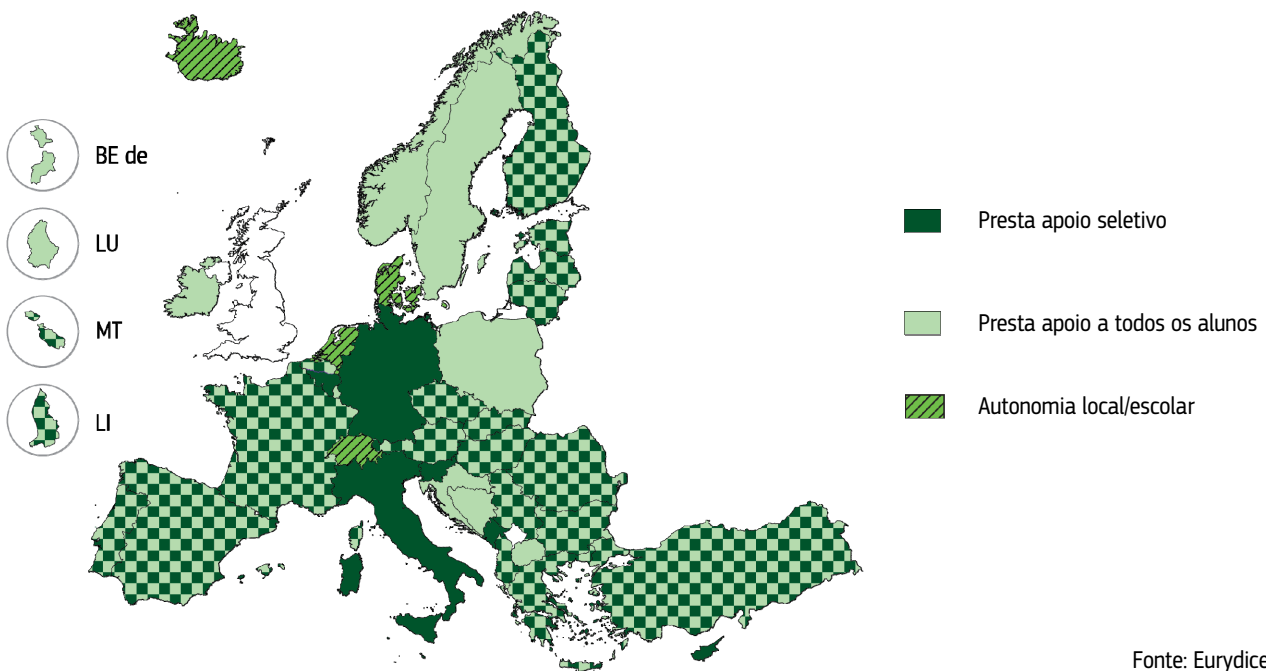 BE de
LU
MT
LI
Presta apoio seletivo
Presta apoio a todos os alunos
Autonomia local/escolar
Fonte: Eurydice